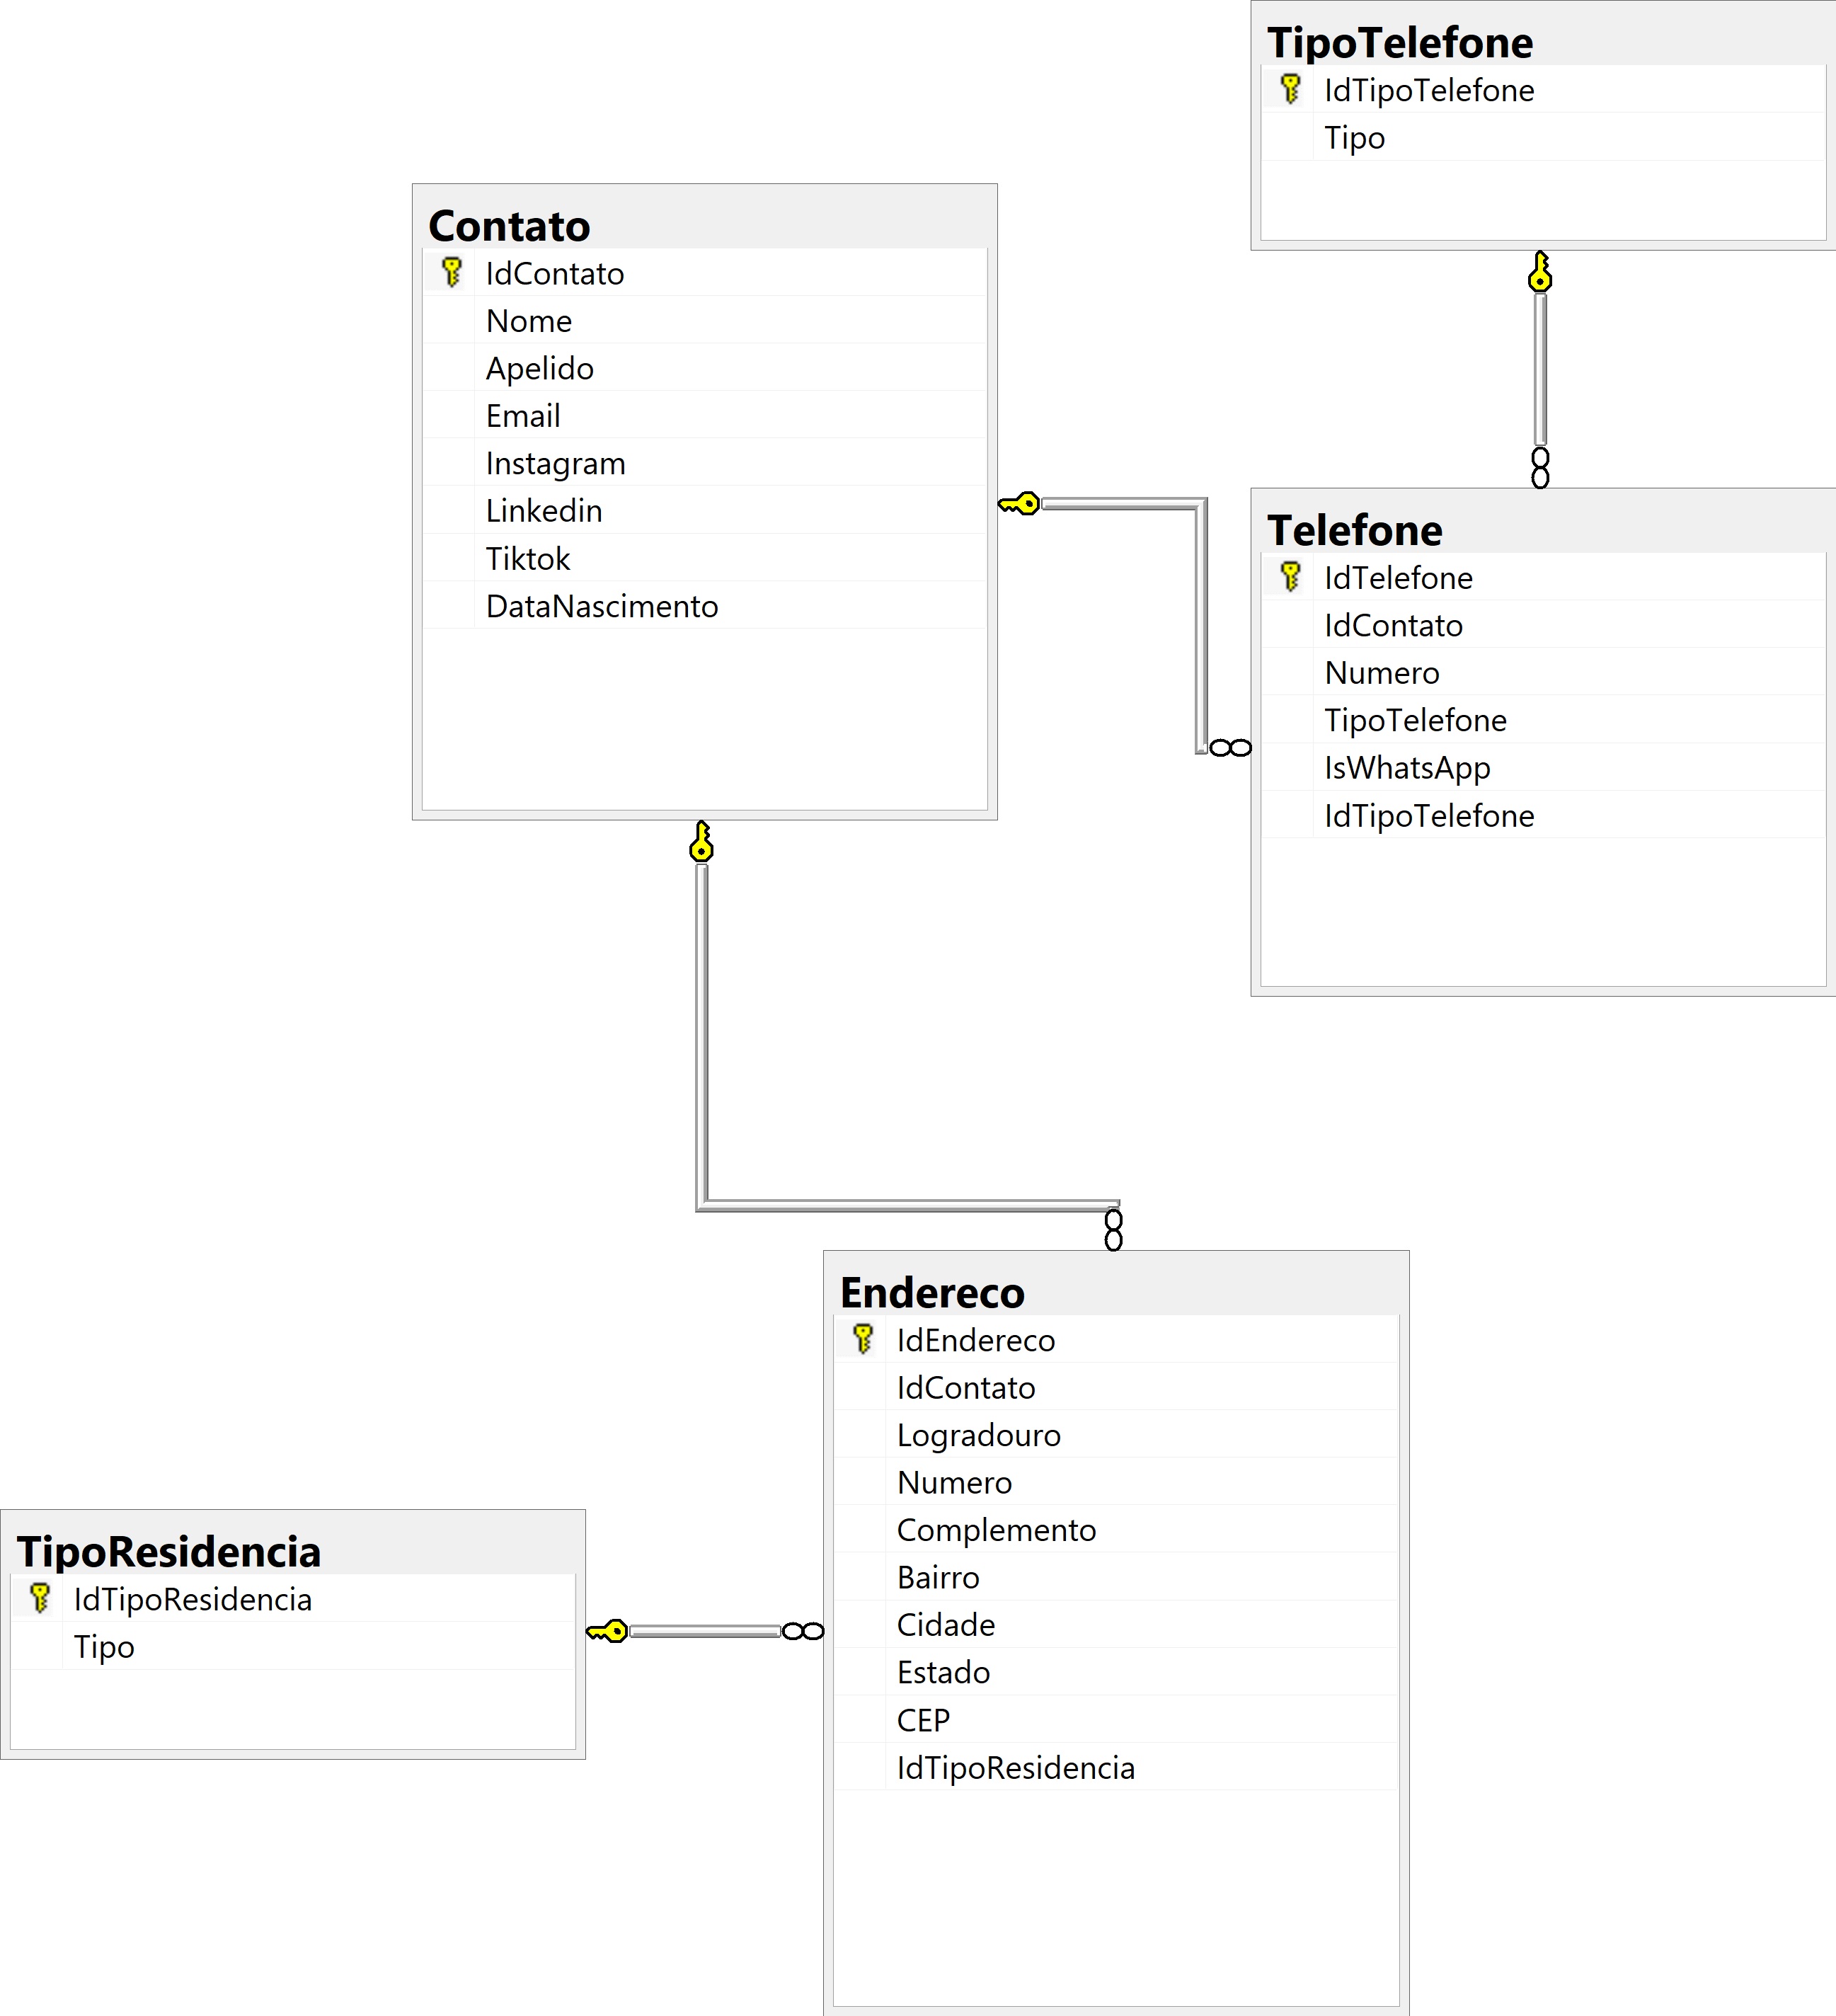 TipoTelefone
IdTipoTelefone
Tipo
Contato
IdContato
Nome
Apelido
Email
Instagram
Linkedin
Tiktok
DataNascimento
Telefone
IdTelefone
IdContato
Numero
TipoTelefone
IsWhatsApp
IdTipoTelefone
Endereco
IdEndereco
IdContato
Logradouro
Numero
Complemento
Bairro
Cidade
Estado
CEP
IdTipoResidencia
TipoResidencia
IdTipoResidencia
Tipo